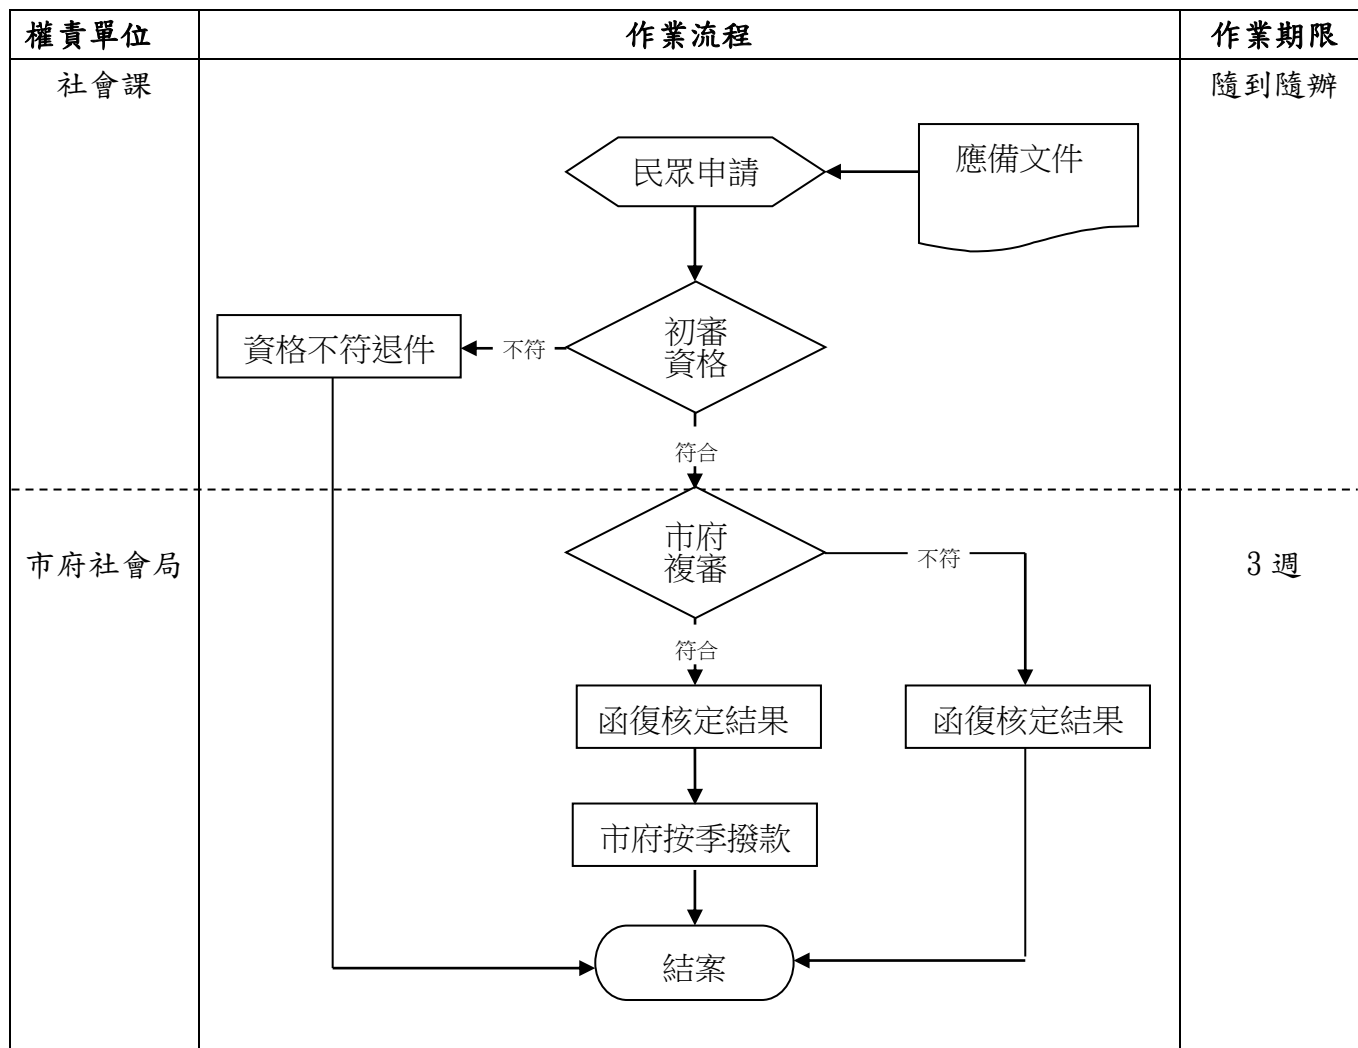 權責單位
作業流程
作業期限
社會課
隨到隨辦
民眾申請
應備文件
初審
資格
不符
資格不符退件
符合
市府社會局
市府
複審
不符
3 週
符合
函復核定結果
函復核定結果
市府按季撥款
結案